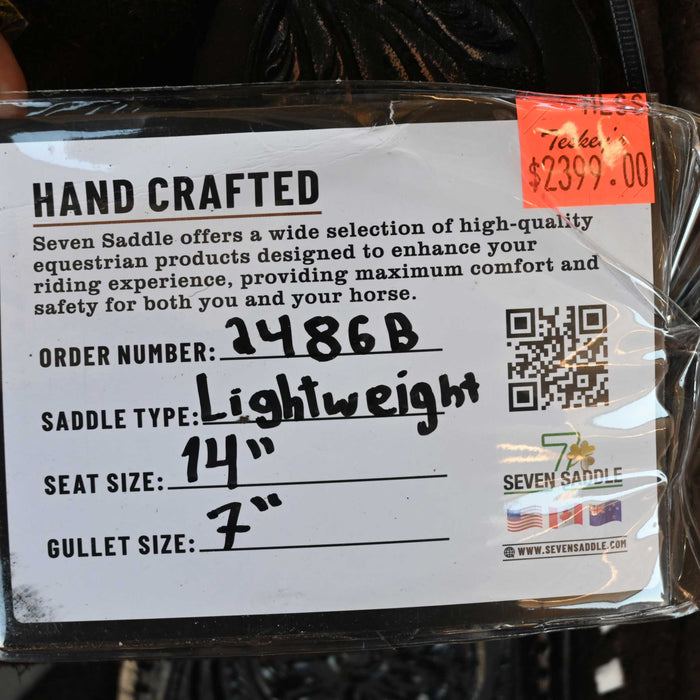 Teskey's
$2399.00
HAND CRAFTED
Seven Saddle offers a wide selection of high-quality
equestrian products designed to enhance your
riding experience, providing maximum comfort and
safety for both you and your horse.
ORDER NUMBER: 2486B
SADDLE TYPE: Lightweight
SEAT SIZE: 14"
GULLET SIZE: 7"
7
SEVEN SADDLE
WWW.SEVENSADDLE.COM